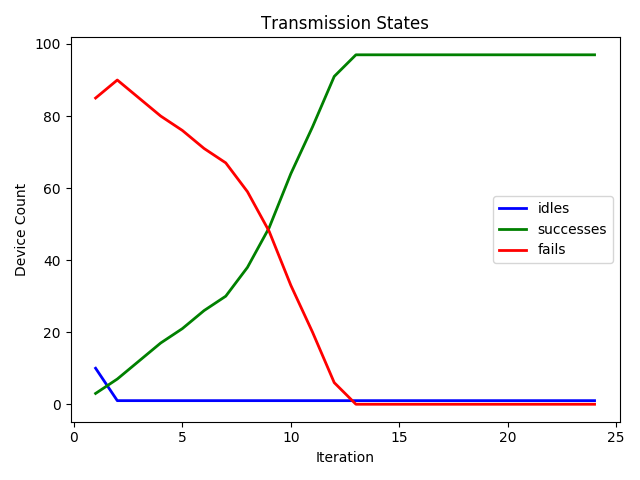 Transmission States
100
80
60
40
20
0
Device Count
idles
successes
fails
0 5 10 15 20 25
Iteration